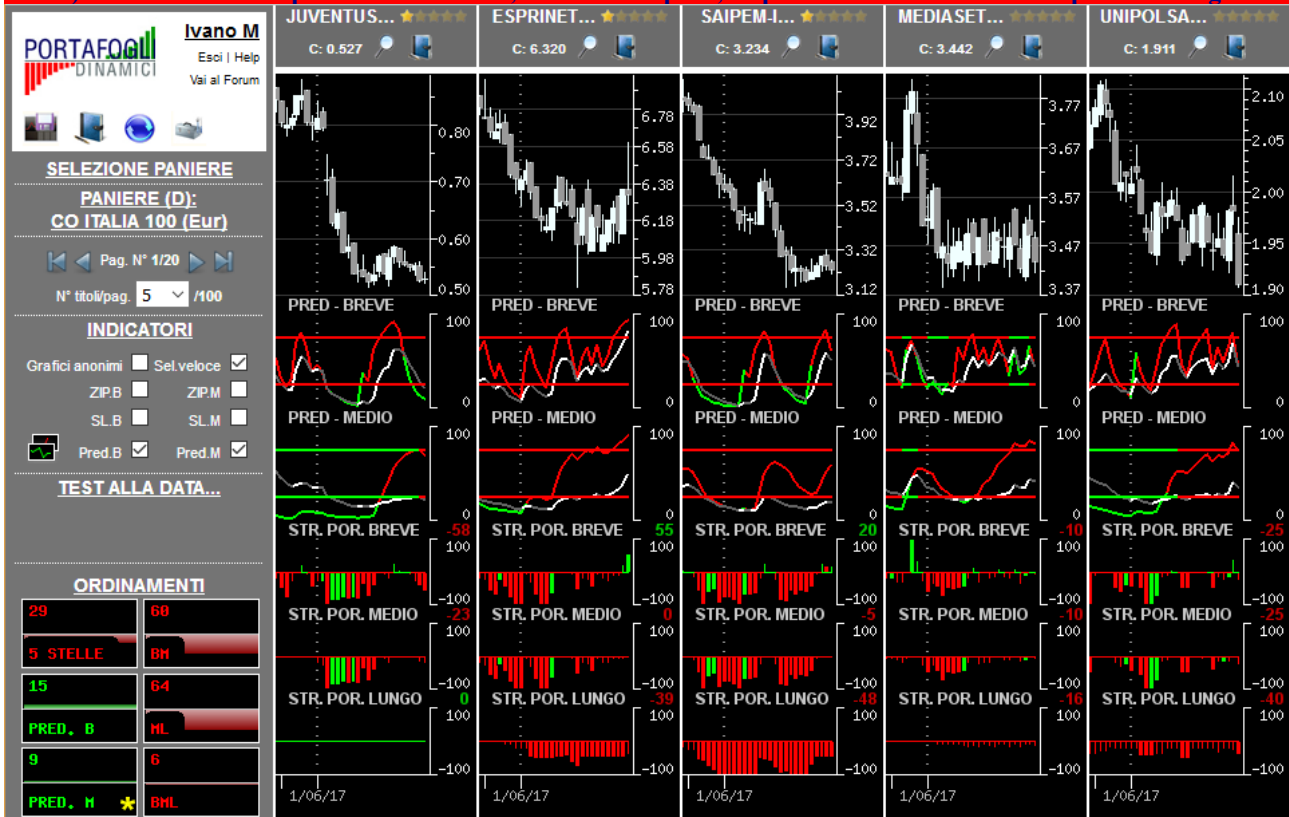 PORTAFOGLI
DINAMICI
Ivano M
Esci | Help
Vai al Forum
SELEZIONE PANIERE
PANIERE (D):
CO ITALIA 100 (Eur)
Pag. N° 1/20
N° titoli/pag. 5 /100
INDICATORI
Grafici anonimi Sel.veloce
ZIP.B ZIP.M
SL.B SL.M
Pred.B Pred.M
TEST ALLA DATA...
ORDINAMENTI
29 60
5 STELLE BM
15 64
PRED. B ML
9 6
PRED. M * BML
JUVENTUS...
C: 0.527
0.80
0.70
0.60
0.50
PRED - BREVE
100
0
PRED - MEDIO
100
0
STR. POR. BREVE -58
100
-100
STR. POR. MEDIO -23
100
-100
STR. POR. LUNGO 0
100
-100
1/06/17
ESPRINET...
C: 6.320
6.78
6.58
6.38
6.18
5.98
5.78
PRED - BREVE
100
0
PRED - MEDIO
100
0
STR. POR. BREVE 55
100
-100
STR. POR. MEDIO 0
100
-100
STR. POR. LUNGO -39
100
-100
1/06/17
SAIPEM-I...
C: 3.234
3.92
3.72
3.52
3.32
3.12
PRED - BREVE
100
0
PRED - MEDIO
100
0
STR. POR. BREVE 20
100
-100
STR. POR. MEDIO -5
100
-100
STR. POR. LUNGO -48
100
-100
1/06/17
MEDIASET...
C: 3.442
3.77
3.67
3.57
3.47
3.37
PRED - BREVE
100
0
PRED - MEDIO
100
0
STR. POR. BREVE -10
100
-100
STR. POR. MEDIO -10
100
-100
STR. POR. LUNGO -16
100
-100
1/06/17
UNIPOLSA...
C: 1.911
2.10
2.05
2.00
1.95
1.90
PRED - BREVE
100
0
PRED - MEDIO
100
0
STR. POR. BREVE -25
100
-100
STR. POR. MEDIO -25
100
-100
STR. POR. LUNGO -40
100
-100
1/06/17